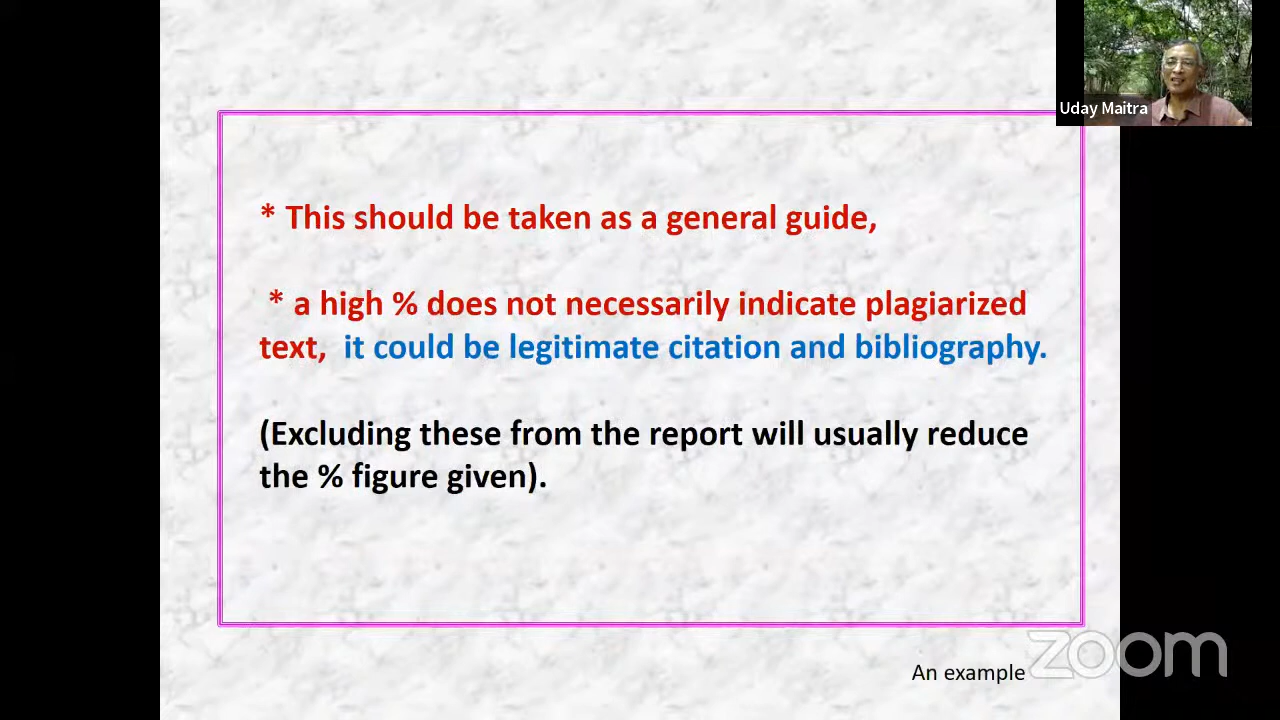 Uday Maitra
* This should be taken as a general guide,
* a high % does not necessarily indicate plagiarized
text, it could be legitimate citation and bibliography.
(Excluding these from the report will usually reduce
the % figure given).
An example
zoom